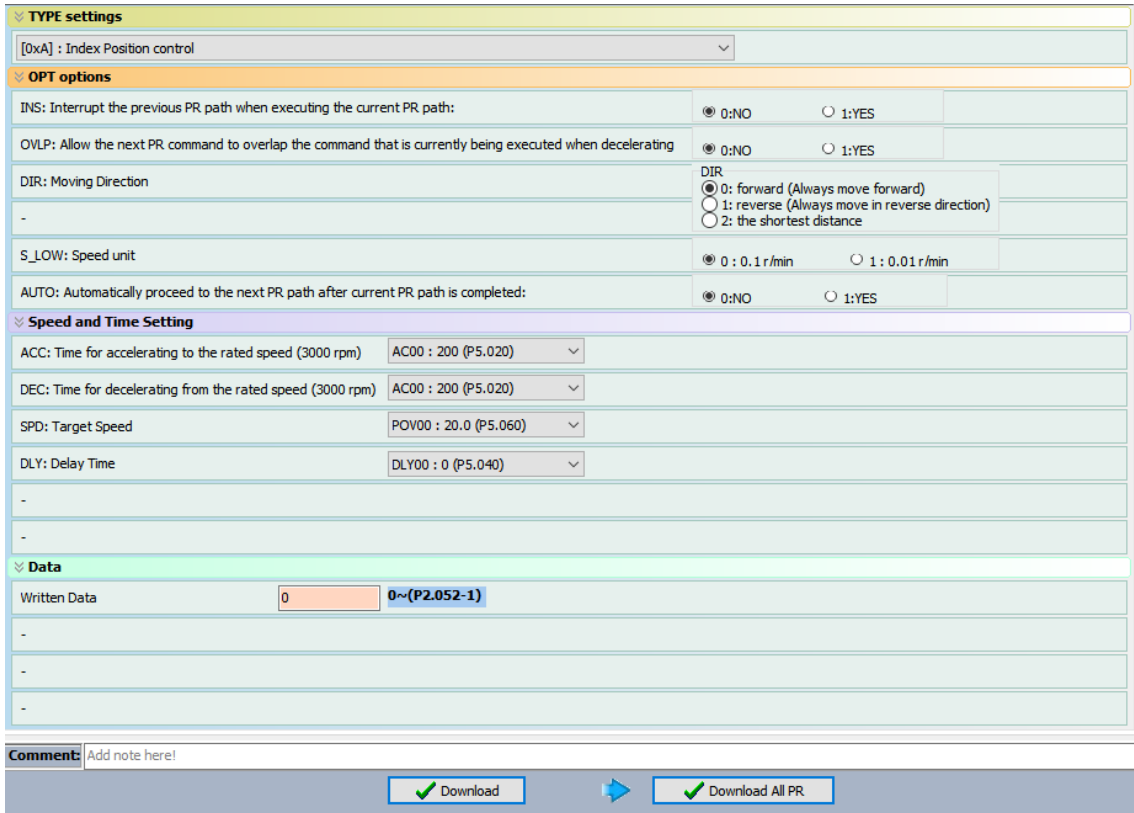 TYPE settings
[0xA] : Index Position control
OPT options
INS: Interrupt the previous PR path when executing the current PR path:
0:NO 1:YES
OVLP: Allow the next PR command to overlap the command that is currently being executed when decelerating
0:NO 1:YES
DIR: Moving Direction
DIR
0: forward (Always move forward)
1: reverse (Always move in reverse direction)
2: the shortest distance
-
S_LOW: Speed unit
0 : 0.1 r/min 1 : 0.01 r/min
AUTO: Automatically proceed to the next PR path after current PR path is completed:
0:NO 1:YES
Speed and Time Setting
ACC: Time for accelerating to the rated speed (3000 rpm) AC00 : 200 (P5.020)
DEC: Time for decelerating from the rated speed (3000 rpm) AC00 : 200 (P5.020)
SPD: Target Speed POV00 : 20.0 (P5.060)
DLY: Delay Time DLY00 : 0 (P5.040)
-
-
Data
Written Data 0 0~(P2.052-1)
-
-
-
Comment: Add note here!
Download Download All PR